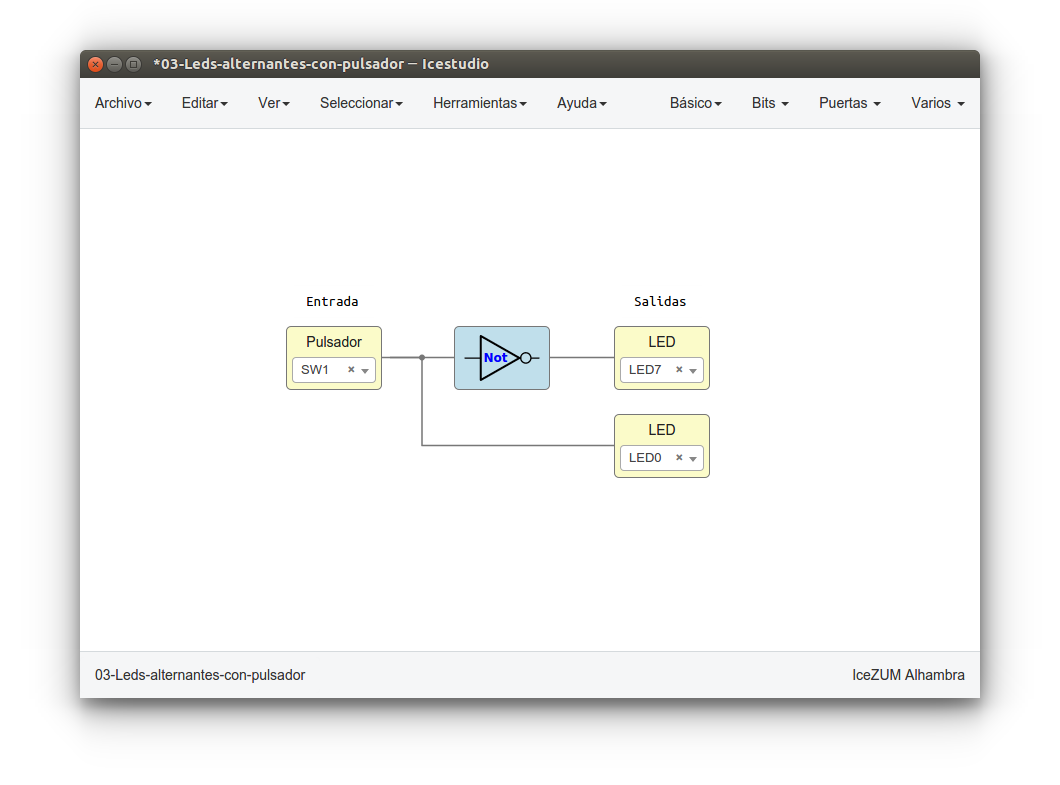 *03-Leds-alternantes-con-pulsador — Icestudio
Archivo Editar Ver Seleccionar Herramientas Ayuda Básico Bits Puertas Varios
Entrada Salidas
Pulsador
SW1
Not
LED
LED7
LED
LED0
03-Leds-alternantes-con-pulsador IceZUM Alhambra